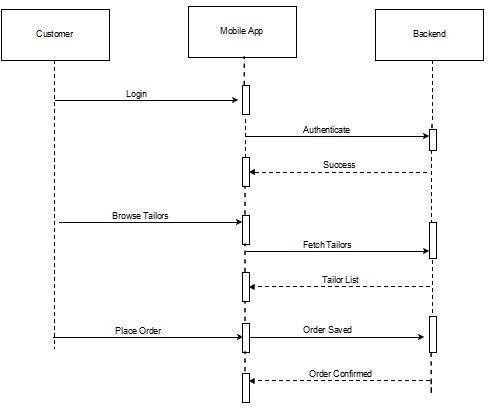 Customer
Mobile App
Backend
Login
Authenticate
Success
Browse Tailors
Fetch Tailors
Tailor List
Place Order
Order Saved
Order Confirmed